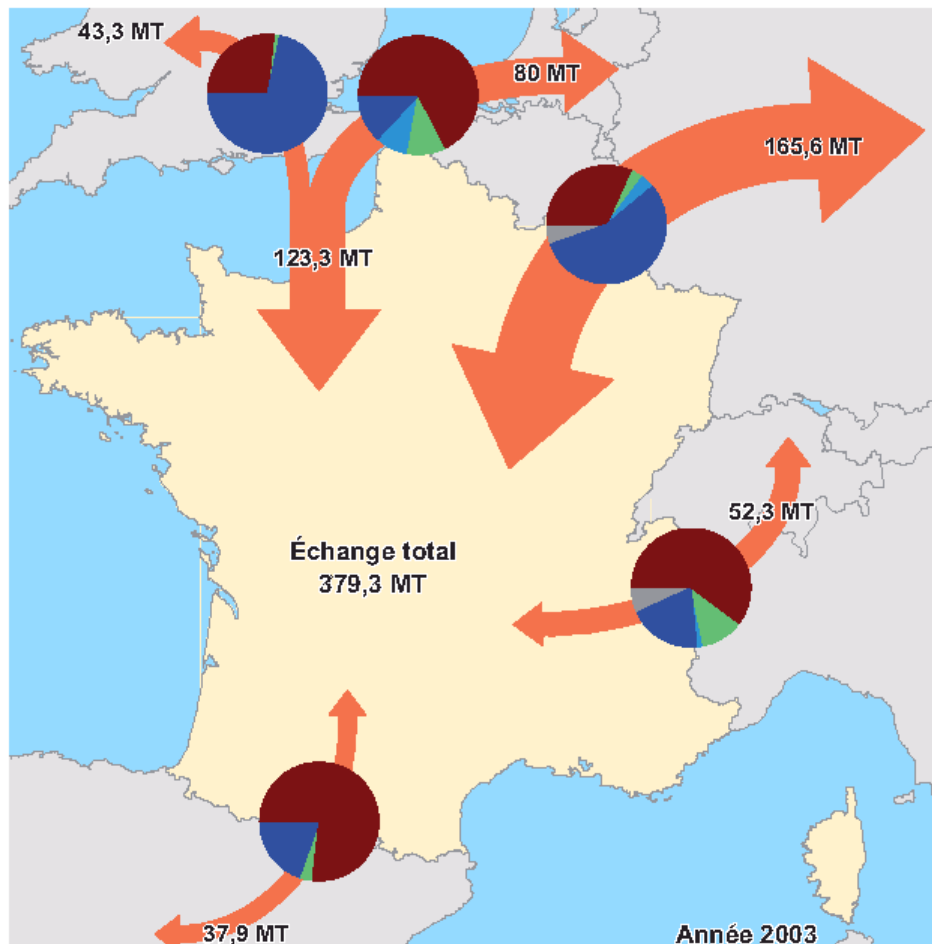 43,3 MT
80 MT
165,6 MT
123,3 MT
52,3 MT
Échange total
379,3 MT
37,9 MT
Année 2003